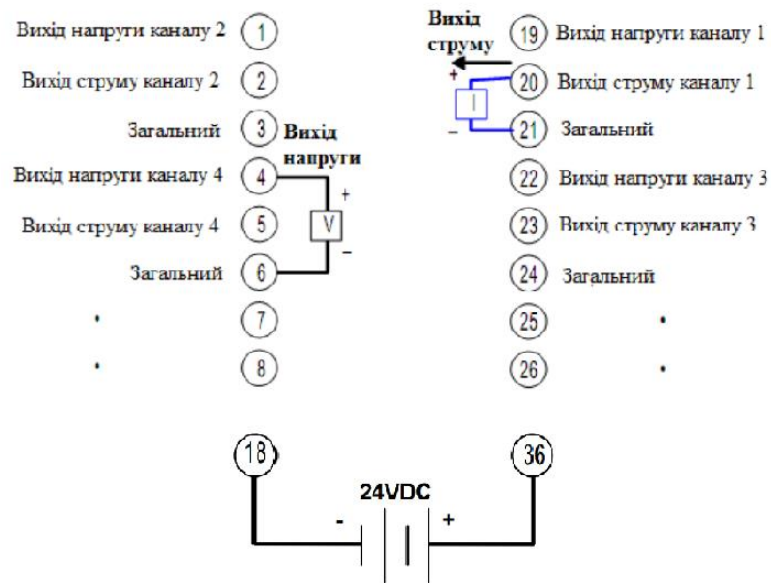 Вихід напруги каналу 2 1
Вихід струму каналу 2 2
Загальний 3
Вихід
напруги
Вихід напруги каналу 4 4
+
Вихід струму каналу 4 5
V
–
Загальний 6
7
8
Вихід
струму
19 Вихід напруги каналу 1
+
20 Вихід струму каналу 1
I
–
21 Загальний
22 Вихід напруги каналу 3
23 Вихід струму каналу 3
24 Загальний
25
26
18
36
24VDC
- +